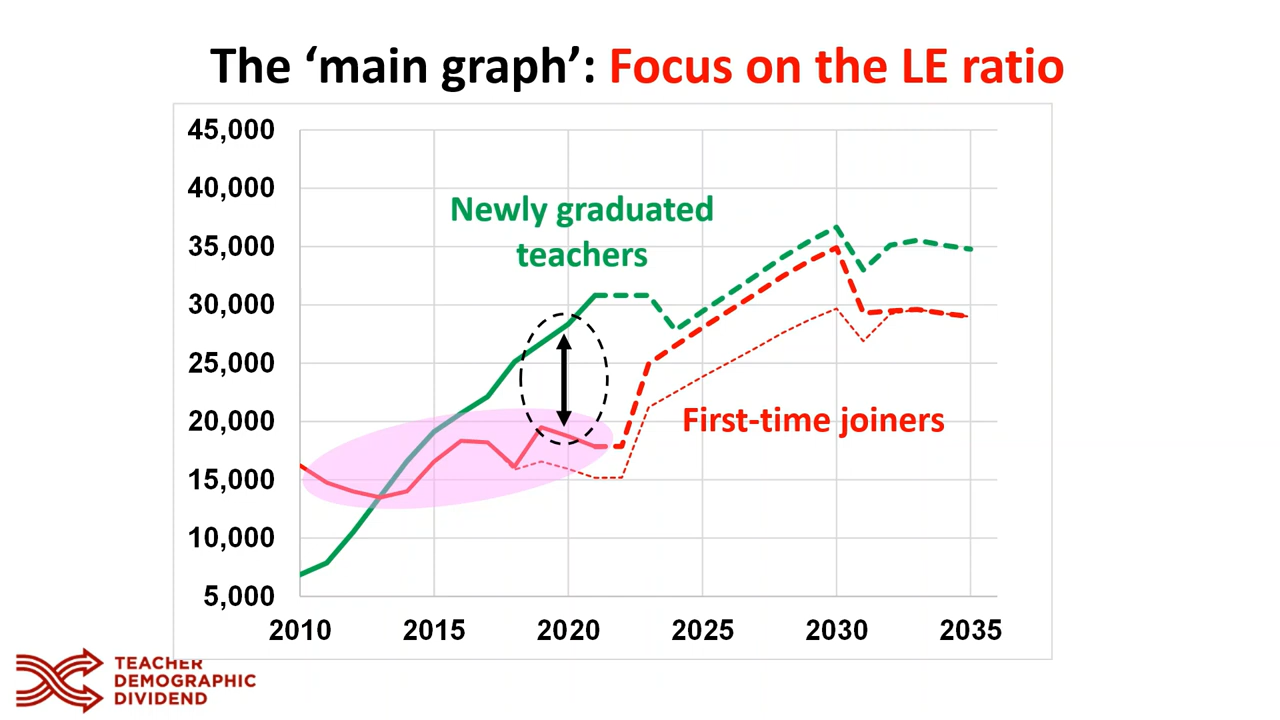 The ‘main graph’: Focus on the LE ratio
45,000
40,000
35,000
30,000
25,000
20,000
15,000
10,000
5,000
Newly graduated
teachers
First-time joiners
2010 2015 2020 2025 2030 2035
TEACHER
DEMOGRAPHIC
DIVIDEND